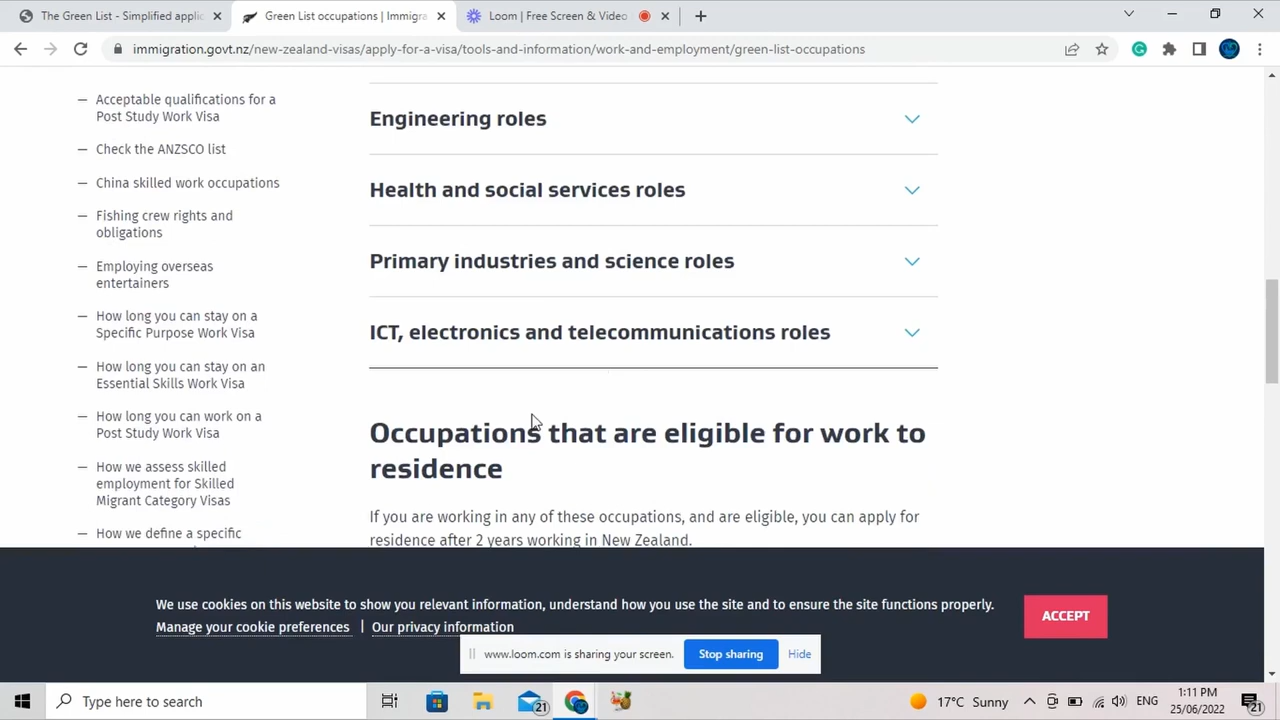 The Green List - Simplified applic
Green List occupations | Immigra
Loom | Free Screen & Video
immigration.govt.nz/new-zealand-visas/apply-for-a-visa/tools-and-information/work-and-employment/green-list-occupations
— Acceptable qualifications for a
Post Study Work Visa
— Check the ANZSCO list
— China skilled work occupations
— Fishing crew rights and
obligations
— Employing overseas
entertainers
— How long you can stay on a
Specific Purpose Work Visa
— How long you can stay on an
Essential Skills Work Visa
— How long you can work on a
Post Study Work Visa
— How we assess skilled
employment for Skilled
Migrant Category Visas
— How we define a specific
Engineering roles
Health and social services roles
Primary industries and science roles
ICT, electronics and telecommunications roles
Occupations that are eligible for work to
residence
If you are working in any of these occupations, and are eligible, you can apply for
residence after 2 years working in New Zealand.
We use cookies on this website to show you relevant information, understand how you use the site and to ensure the site functions properly.
Manage your cookie preferences | Our privacy information
ACCEPT
www.loom.com is sharing your screen.
Stop sharing
Hide
Type here to search
21
17°C Sunny
ENG
1:11 PM
25/06/2022
21